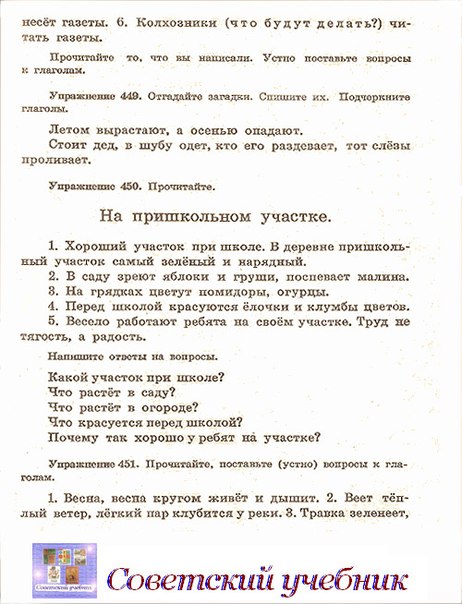 несёт газеты. 6. Колхозники (что будут делать?) чи-
тать газеты.
Прочитайте то, что вы написали. Устно поставьте вопросы
к глаголам.
Упражнение 449. Отгадайте загадки. Спишите их. Подчеркните
глаголы.
Летом вырастают, а осенью опадают.
Стоит дед, в шубу одет, кто его раздевает, тот слёзы
проливает.
Упражнение 450. Прочитайте.
На пришкольном участке.
1. Хороший участок при школе. В деревне пришколь-
ный участок самый зелёный и нарядный.
2. В саду зреют яблоки и груши, поспевает малина.
3. На грядках цветут помидоры, огурцы.
4. Перед школой красуются ёлочки и клумбы цветов.
5. Весело работают ребята на своём участке. Труд не
тягость, а радость.
Напишите ответы на вопросы.
Какой участок при школе?
Что растёт в саду?
Что растёт в огороде?
Что красуется перед школой?
Почему так хорошо у ребят на участке?
Упражнение 451. Прочитайте, поставьте (устно) вопросы к гла-
голам.
1. Весна, весна кругом живёт и дышит. 2. Веет тёп-
лый ветер, лёгкий пар клубится у реки. 3. Травка зеленеет,
Советский учебник
Советский учебник